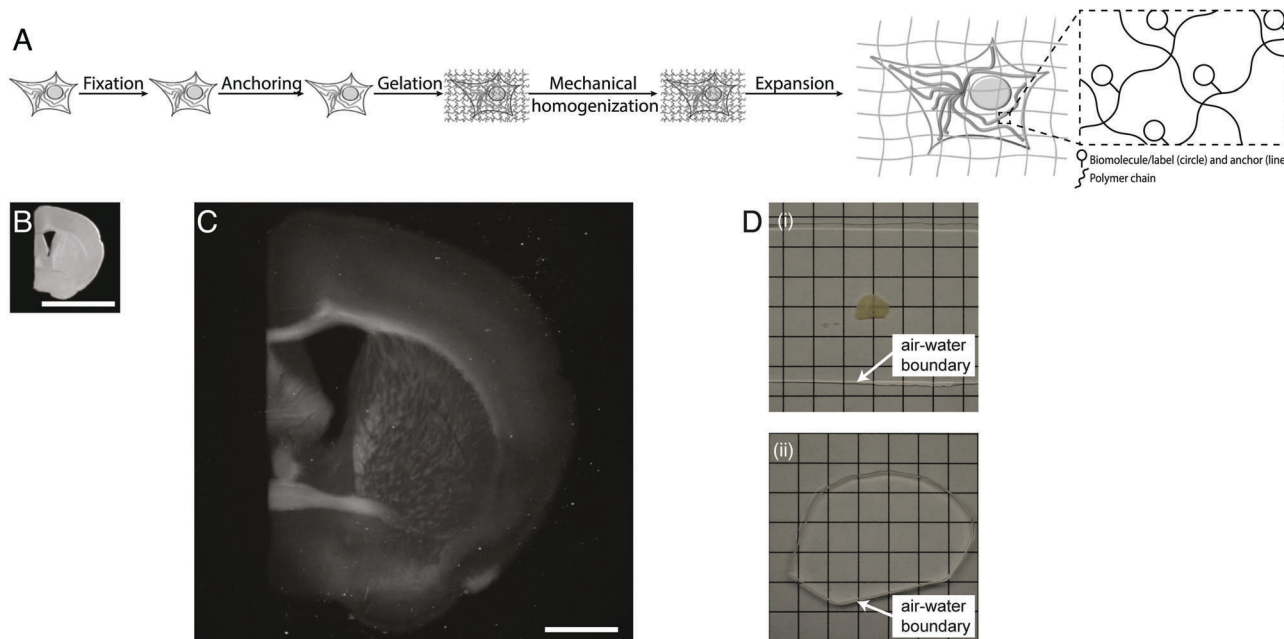 A
Fixation
Anchoring
Gelation
Mechanical
homogenization
Expansion
Biomolecule/label (circle) and anchor (line
Polymer chain
B
C
D
(i)
air-water
boundary
(ii)
air-water
boundary